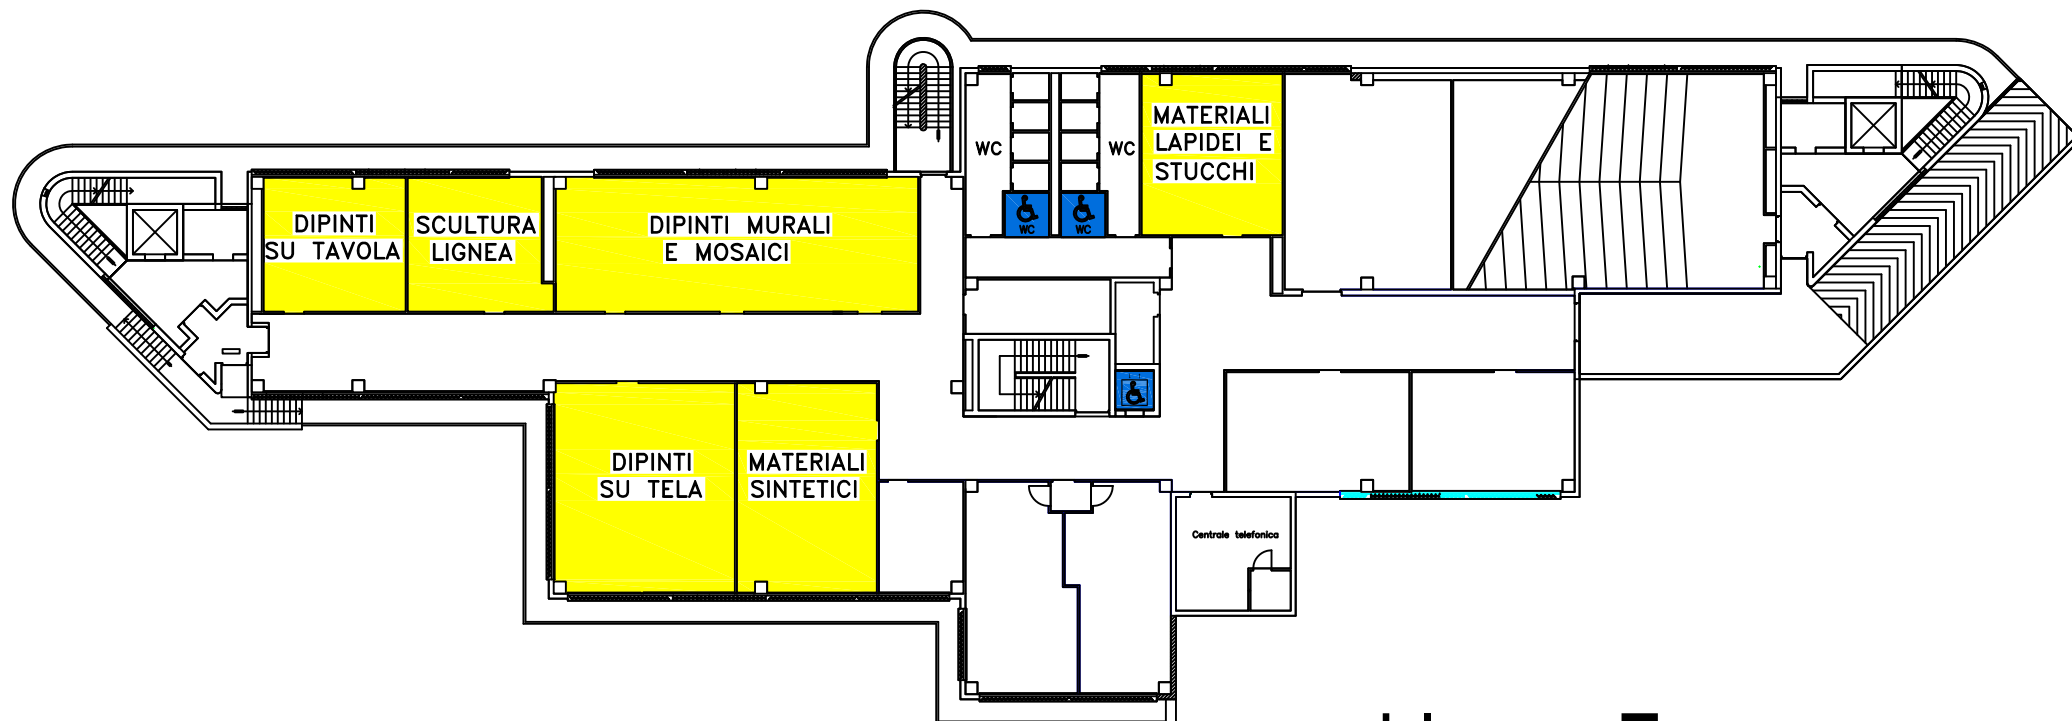 MATERIALI
LAPIDEI E
STUCCHI
WC
WC
WC
WC
DIPINTI
SU TAVOLA
SCULTURA
LIGNEA
DIPINTI MURALI
E MOSAICI
DIPINTI
SU TELA
MATERIALI
SINTETICI
Centrale telefonica